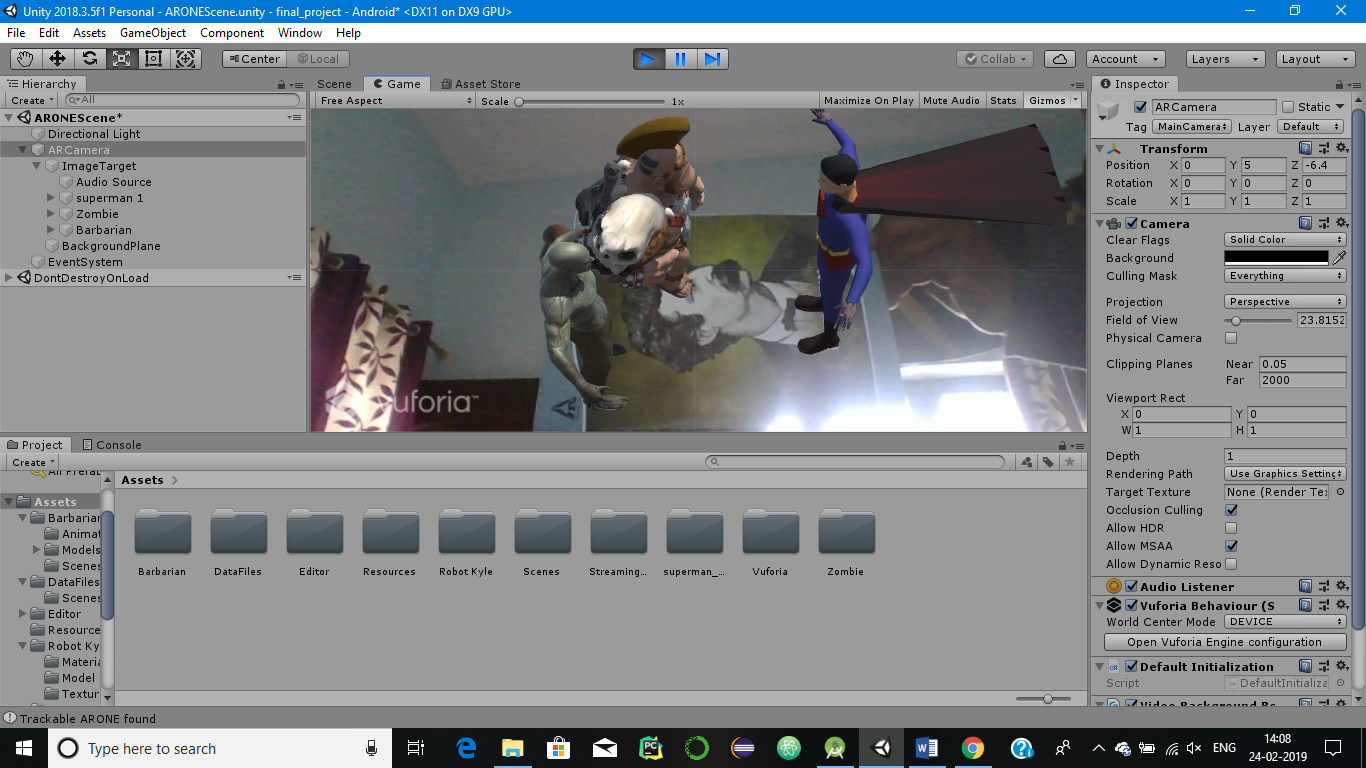 Unity 2018.3.5f1 Personal - ARONEScene.unity - final_project - Android* <DX11 on DX9 GPU>
File Edit Assets GameObject Component Window Help
Center Local Collab Account Layers Layout
Hierarchy
Create All
ARONEScene*
Directional Light
ARCamera
ImageTarget
Audio Source
superman 1
Zombie
Barbarian
BackgroundPlane
EventSystem
DontDestroyOnLoad
Scene Game Asset Store
Free Aspect Scale 1x Maximize On Play Mute Audio Stats Gizmos
vuforia™
Inspector
ARCamera Static
Tag MainCamera Layer Default
Transform
Position X 0 Y 5 Z -6.4
Rotation X 0 Y 0 Z 0
Scale X 1 Y 1 Z 1
Camera
Clear Flags Solid Color
Background
Culling Mask Everything
Projection Perspective
Field of View 23.8152
Physical Camera
Clipping Planes Near 0.05
Far 2000
Viewport Rect
X 0 Y 0
W 1 H 1
Depth 1
Rendering Path Use Graphics Setting
Target Texture None (Render Te
Occlusion Culling
Allow HDR
Allow MSAA
Allow Dynamic Reso
Audio Listener
Vuforia Behaviour (S
World Center Mode DEVICE
Open Vuforia Engine configuration
Default Initialization
Script DefaultInitializa
Project Console
Create
Assets
Barbarian
Animat
Models
Scenes
DataFiles
Scenes
Editor
Resource
Robot Ky
Materia
Model
Textur
Assets
Barbarian DataFiles Editor Resources Robot Kyle Scenes Streaming... superman_... Vuforia Zombie
Trackable ARONE found
Type here to search
ENG
14:08
24-02-2019